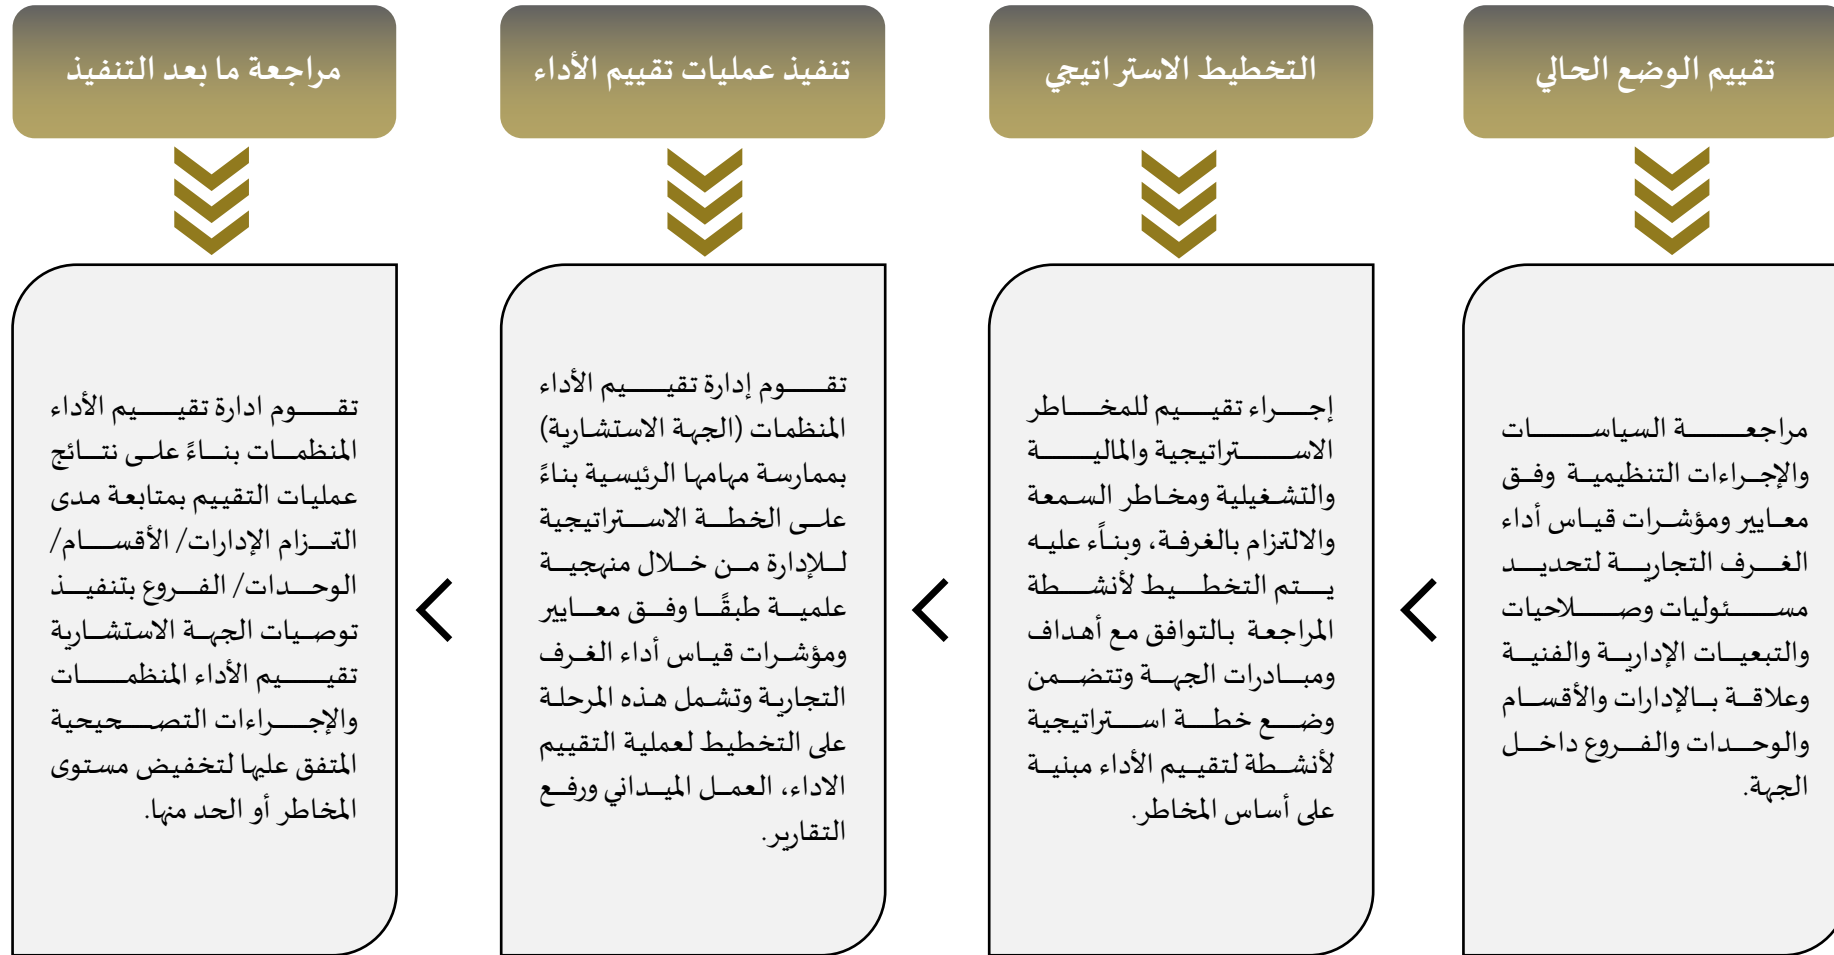 تقييم الوضع الحالي
مراجعة السياسات
والإجراءات التنظيمية وفق
معايير ومؤشرات قياس أداء
الغرف التجارية لتحديد
مسئوليات وصلاحيات
والتبعيات الإدارية والفنية
وعلاقة بالإدارات والأقسام
والوحدات والفروع داخل
الجهة.
التخطيط الاستراتيجي
إجراء تقييم للمخاطر
الاستراتيجية والمالية
والتشغيلية ومخاطر السمعة
والالتزام بالغرفة، وبناًء عليه
يتم التخطيط لأنشطة
المراجعة بالتوافق مع أهداف
ومبادرات الجهة وتتضمن
وضع خطة استراتيجية
لأنشطة لتقييم الأداء مبنية
على أساس المخاطر.
تنفيذ عمليات تقييم الأداء
تقوم إدارة تقييم الأداء
المنظمات (الجهة الاستشارية)
بممارسة مهامها الرئيسية بناءً
على الخطة الاستراتيجية
للإدارة من خلال منهجية
علمية طبقًا وفق معايير
ومؤشرات قياس أداء الغرف
التجارية وتشمل هذه المرحلة
على التخطيط لعملية التقييم
الاداء، العمل الميداني ورفع
التقارير.
مراجعة ما بعد التنفيذ
تقوم ادارة تقييم الأداء
المنظمات بناءً على نتائج
عمليات التقييم بمتابعة مدى
التزام الإدارات/ الأقسام/
الوحدات/ الفروع بتنفيذ
توصيات الجهة الاستشارية
تقييم الأداء المنظمات
والإجراءات التصحيحية
المتفق عليها لتخفيض مستوى
المخاطر أو الحد منها.